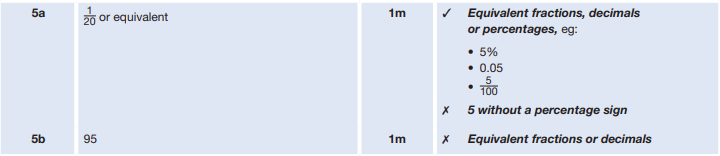 5a 1/20 or equivalent 1m ✓ Equivalent fractions, decimals
or percentages, eg:
• 5%
• 0.05
• 5/100
✗ 5 without a percentage sign
5b 95 1m ✗ Equivalent fractions or decimals